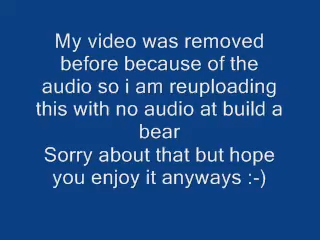 My video was removed
before because of the
audio so i am reuploading
this with no audio at build a
bear
Sorry about that but hope
you enjoy it anyways :-)